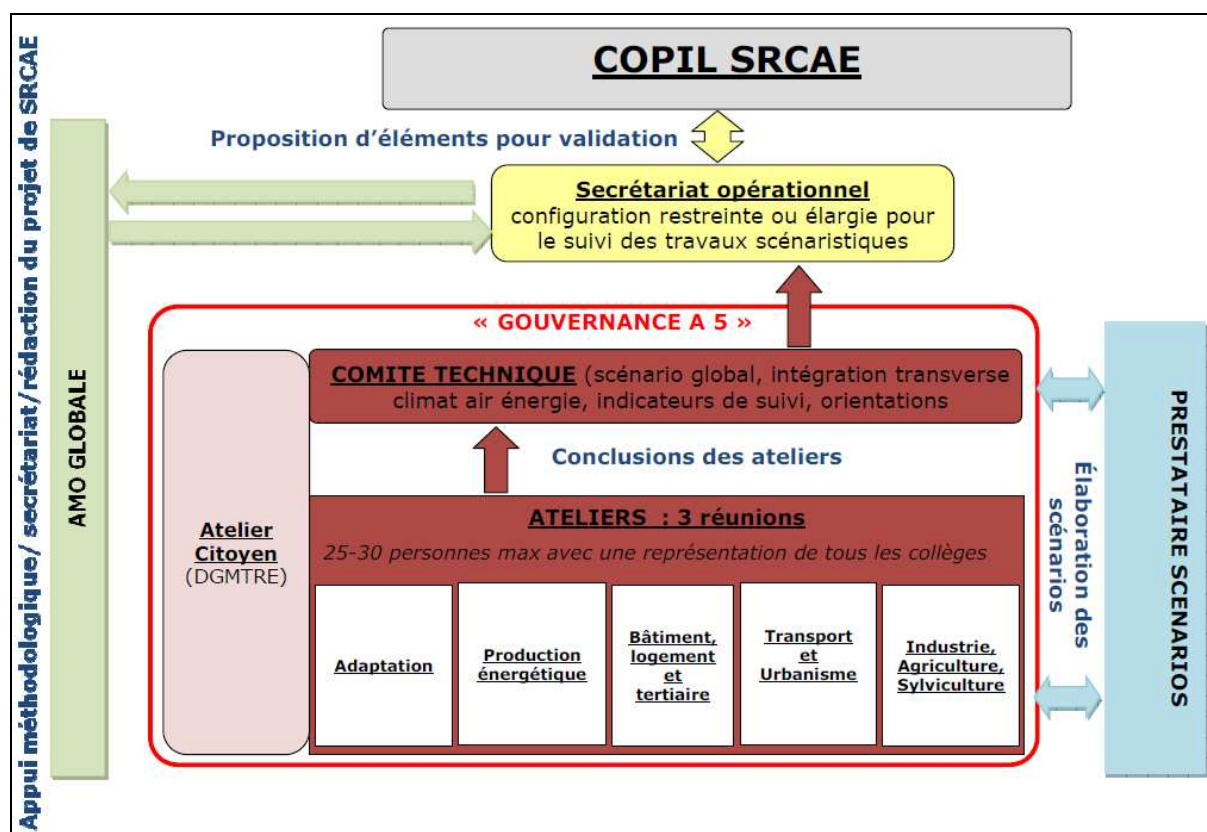 Appui méthodologique/ secrétariat/ rédaction du projet de SRCAE
AMO GLOBALE
COPIL SRCAE
Proposition d'éléments pour validation
Secrétariat opérationnel
configuration restreinte ou élargie pour
le suivi des travaux scénaristiques
« GOUVERNANCE A 5 »
COMITE TECHNIQUE (scénario global, intégration transverse
climat air énergie, indicateurs de suivi, orientations
Conclusions des ateliers
Atelier
Citoyen
(DGMTRE)
ATELIERS : 3 réunions
25-30 personnes max avec une représentation de tous les collèges
Adaptation
Production
énergétique
Bâtiment,
logement
et
tertiaire
Transport
et
Urbanisme
Industrie,
Agriculture,
Sylviculture
Élaboration des
scénarios
PRESTATAIRE SCENARIOS